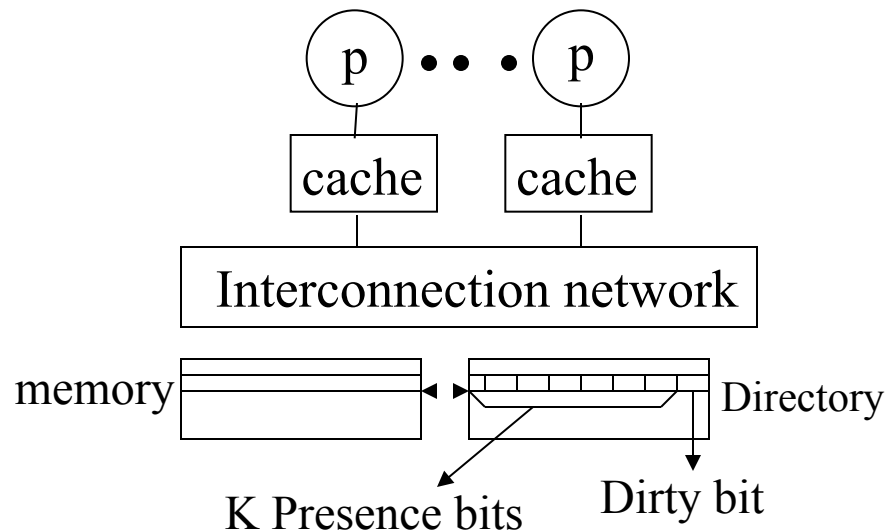 p p
cache cache
Interconnection network
memory
Directory
K Presence bits
Dirty bit